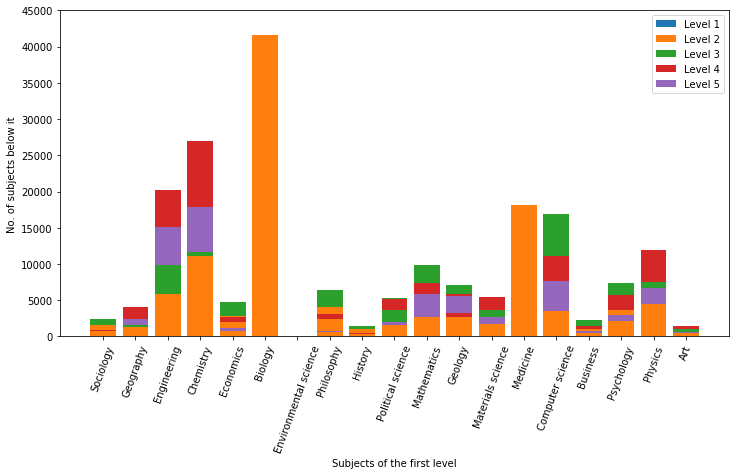 45000
40000
35000
30000
25000
20000
15000
10000
5000
0
No. of subjects below it
Level 1
Level 2
Level 3
Level 4
Level 5
Sociology
Geography
Engineering
Chemistry
Economics
Biology
Environmental science
Philosophy
History
Political science
Mathematics
Geology
Materials science
Medicine
Computer science
Business
Psychology
Physics
Art
Subjects of the first level